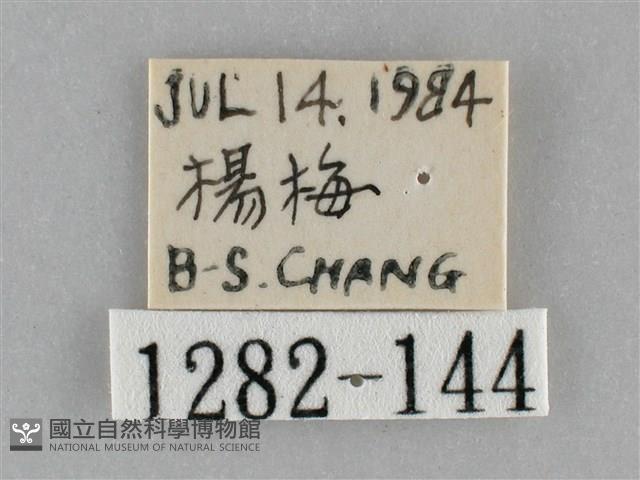 JUL 14. 1984
楊梅
B-S. CHANG
1282-144
國立自然科學博物館
NATIONAL MUSEUM OF NATURAL SCIENCE